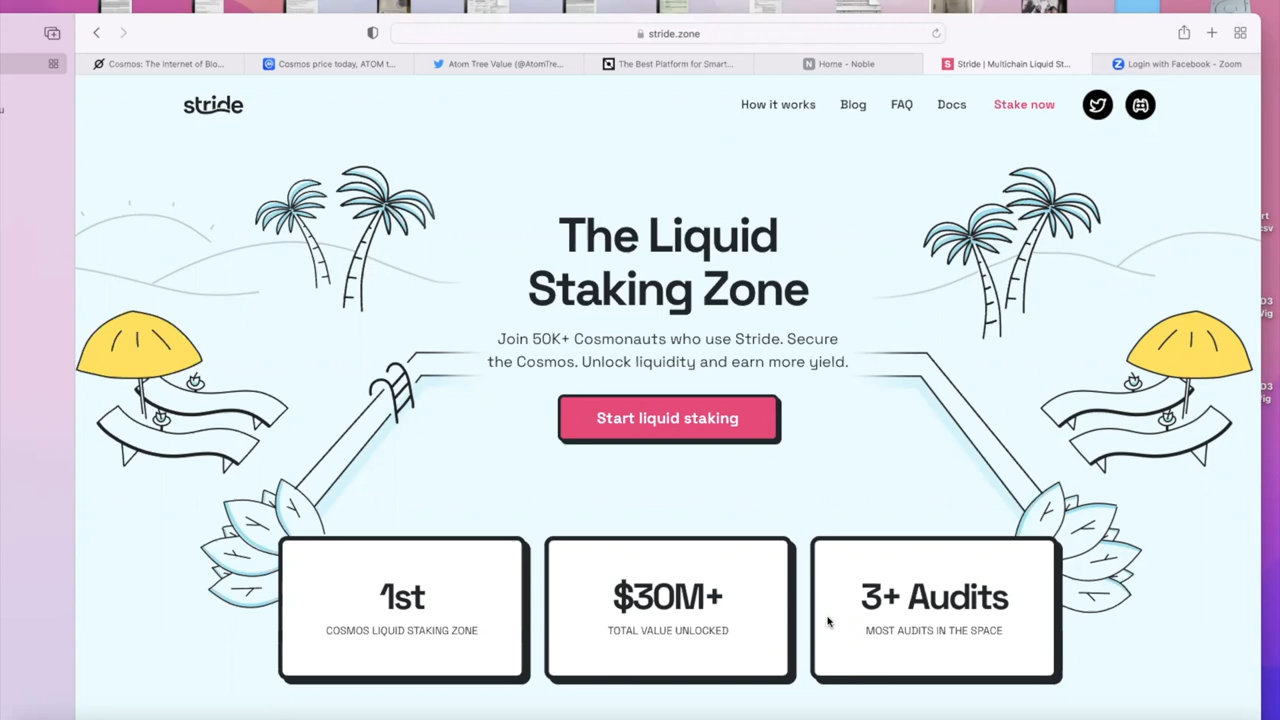 stride.zone
Cosmos: The Internet of Blo...
Cosmos price today, ATOM t...
Atom Tree Value (@AtomTre...
The Best Platform for Smart...
N Home - Noble
S Stride | Multichain Liquid St...
Z Login with Facebook - Zoom
stride
How it works
Blog
FAQ
Docs
Stake now
The Liquid
Staking Zone
Join 50K+ Cosmonauts who use Stride. Secure
the Cosmos. Unlock liquidity and earn more yield.
Start liquid staking
1st
COSMOS LIQUID STAKING ZONE
$30M+
TOTAL VALUE UNLOCKED
3+ Audits
MOST AUDITS IN THE SPACE